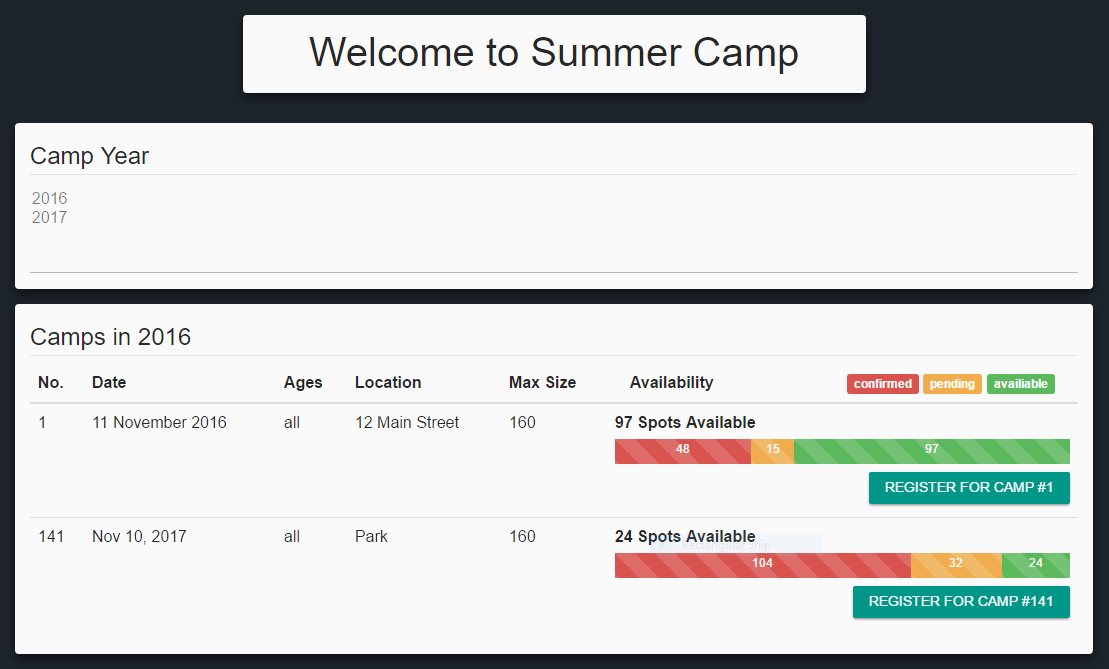 Welcome to Summer Camp
Camp Year
2016
2017
Camps in 2016
No. Date Ages Location Max Size Availability confirmed pending availiable
1 11 November 2016 all 12 Main Street 160 97 Spots Available
48 15 97
REGISTER FOR CAMP #1
141 Nov 10, 2017 all Park 160 24 Spots Available
Rectangular Snip
104 32 24
REGISTER FOR CAMP #141